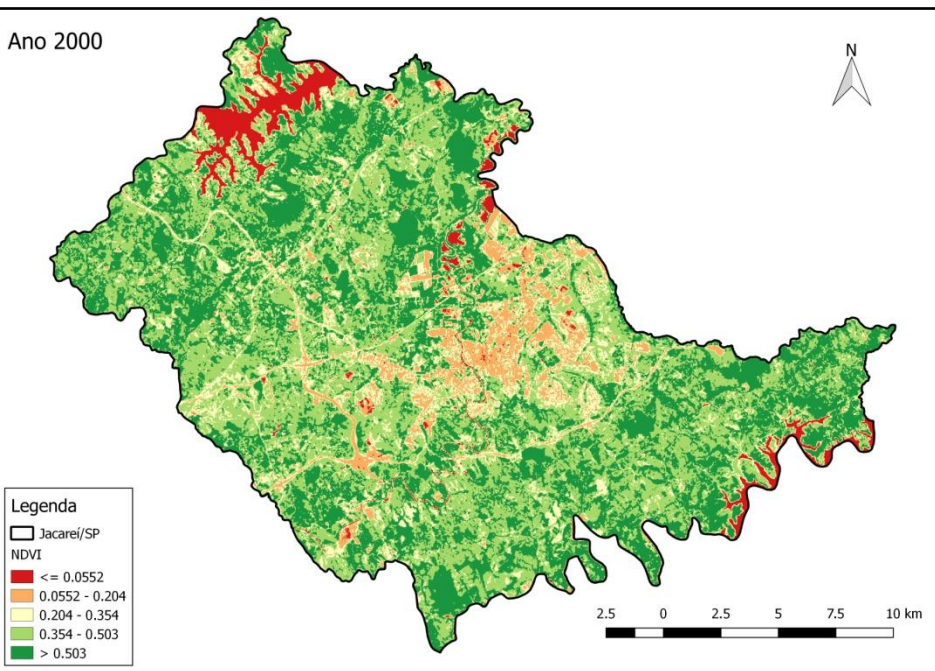 Ano 2000
N
Legenda
Jacareí/SP
NDVI
<= 0.0552
0.0552 - 0.204
0.204 - 0.354
0.354 - 0.503
> 0.503
2.5 0 2.5 5 7.5 10 km